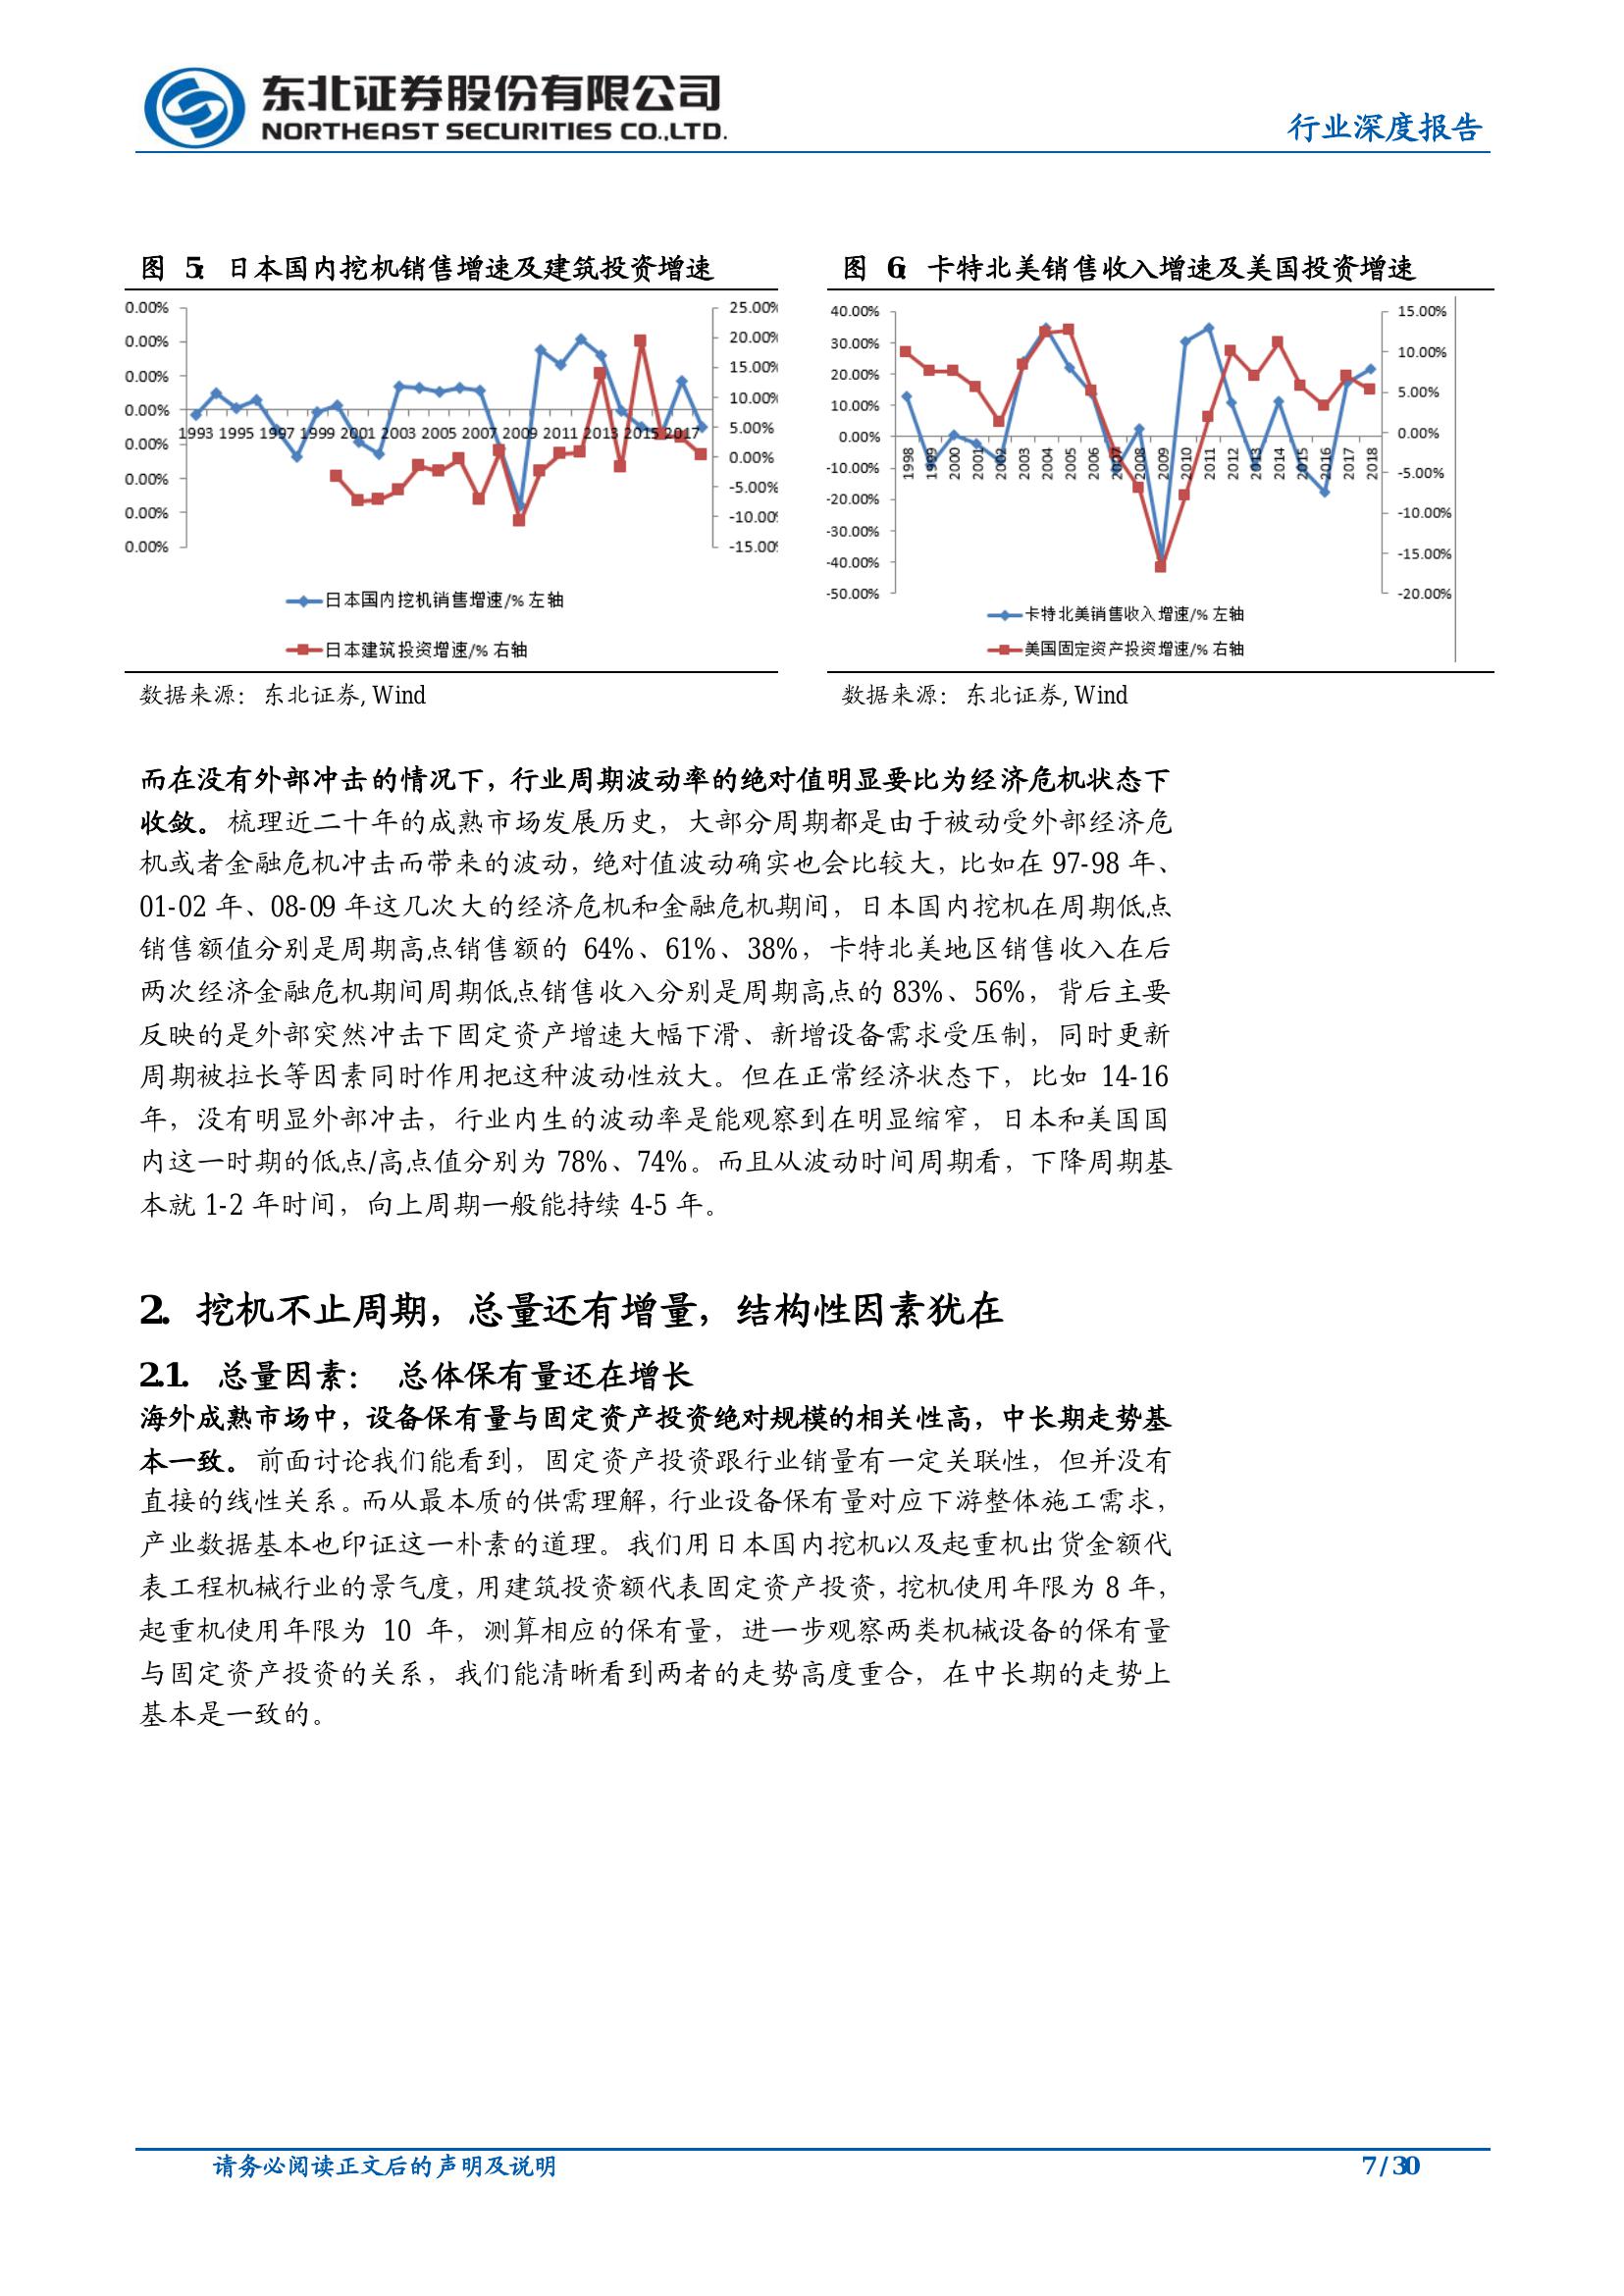 东北证券股份有限公司
NORTHEAST SECURITIES CO.,LTD.
行业深度报告
图 5: 日本国内挖机销售增速及建筑投资增速
0.00%
0.00%
0.00%
0.00%
0.00%
0.00%
0.00%
0.00%
25.00%
20.00%
15.00%
10.00%
5.00%
0.00%
-5.00%
-10.00%
-15.00%
1993 1995 1997 1999 2001 2003 2005 2007 2009 2011 2013 2015 2017
日本国内挖机销售增速/% 左轴
日本建筑投资增速/% 右轴
数据来源：东北证券, Wind
图 6: 卡特北美销售收入增速及美国投资增速
40.00%
30.00%
20.00%
10.00%
0.00%
-10.00%
-20.00%
-30.00%
-40.00%
-50.00%
15.00%
10.00%
5.00%
0.00%
-5.00%
-10.00%
-15.00%
-20.00%
1998 1999 2000 2001 2002 2003 2004 2005 2006 2007 2008 2009 2010 2011 2012 2013 2014 2015 2016 2017 2018
卡特北美销售收入增速/% 左轴
美国固定资产投资增速/% 右轴
数据来源：东北证券, Wind
而在没有外部冲击的情况下，行业周期波动率的绝对值明显要比为经济危机状态下
收敛。梳理近二十年的成熟市场发展历史，大部分周期都是由于被动受外部经济危
机或者金融危机冲击而带来的波动，绝对值波动确实也会比较大，比如在 97-98 年、
01-02 年、08-09 年这几次大的经济危机和金融危机期间，日本国内挖机在周期低点
销售额值分别是周期高点销售额的 64%、61%、38%，卡特北美地区销售收入在后
两次经济金融危机期间周期低点销售收入分别是周期高点的 83%、56%，背后主要
反映的是外部突然冲击下固定资产增速大幅下滑、新增设备需求受压制，同时更新
周期被拉长等因素同时作用把这种波动性放大。但在正常经济状态下，比如 14-16
年，没有明显外部冲击，行业内生的波动率是能观察到在明显缩窄，日本和美国国
内这一时期的低点/高点值分别为 78%、74%。而且从波动时间周期看，下降周期基
本就 1-2 年时间，向上周期一般能持续 4-5 年。
2. 挖机不止周期，总量还有增量，结构性因素犹在
2.1. 总量因素： 总体保有量还在增长
海外成熟市场中，设备保有量与固定资产投资绝对规模的相关性高，中长期走势基
本一致。前面讨论我们能看到，固定资产投资跟行业销量有一定关联性，但并没有
直接的线性关系。而从最本质的供需理解，行业设备保有量对应下游整体施工需求，
产业数据基本也印证这一朴素的道理。我们用日本国内挖机以及起重机出货金额代
表工程机械行业的景气度，用建筑投资额代表固定资产投资，挖机使用年限为 8 年，
起重机使用年限为 10 年，测算相应的保有量，进一步观察两类机械设备的保有量
与固定资产投资的关系，我们能清晰看到两者的走势高度重合，在中长期的走势上
基本是一致的。
请务必阅读正文后的声明及说明
7 / 30